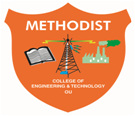 METHODIST
COLLEGE OF
ENGINEERING & TECHNOLOGY
OU